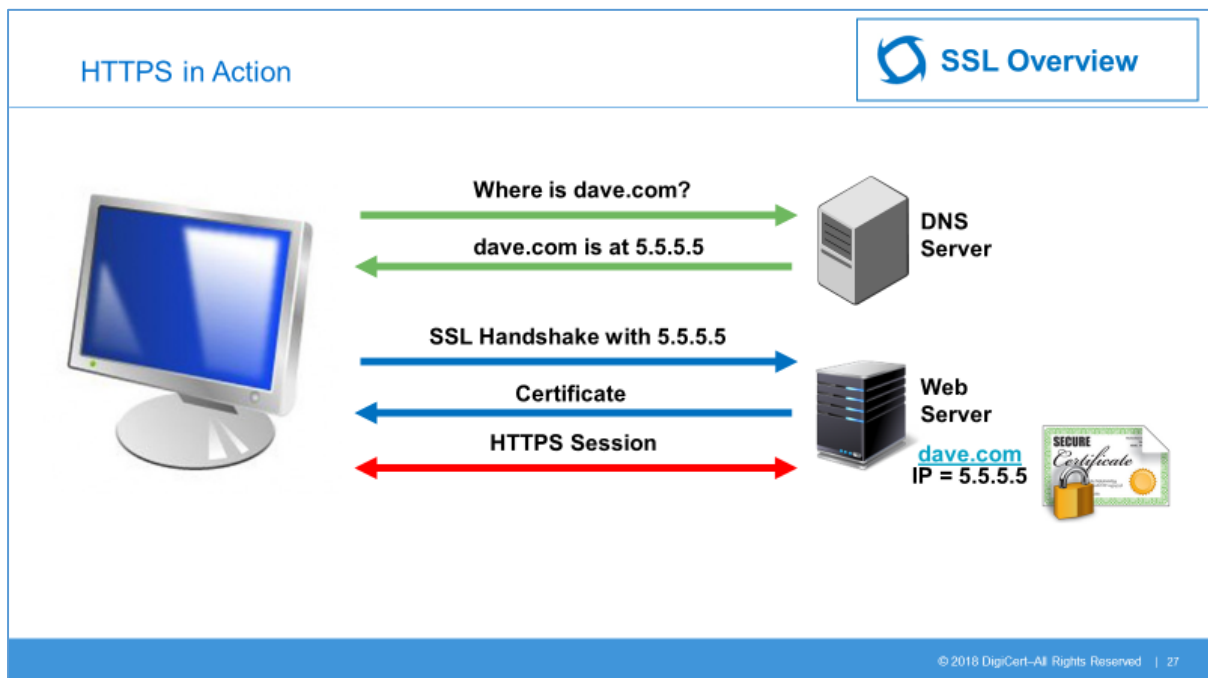 HTTPS in Action
SSL Overview
Where is dave.com?
dave.com is at 5.5.5.5
DNS
Server
SSL Handshake with 5.5.5.5
Certificate
HTTPS Session
Web
Server
dave.com
IP = 5.5.5.5
SECURE
Certificate
© 2018 DigiCert–All Rights Reserved | 27